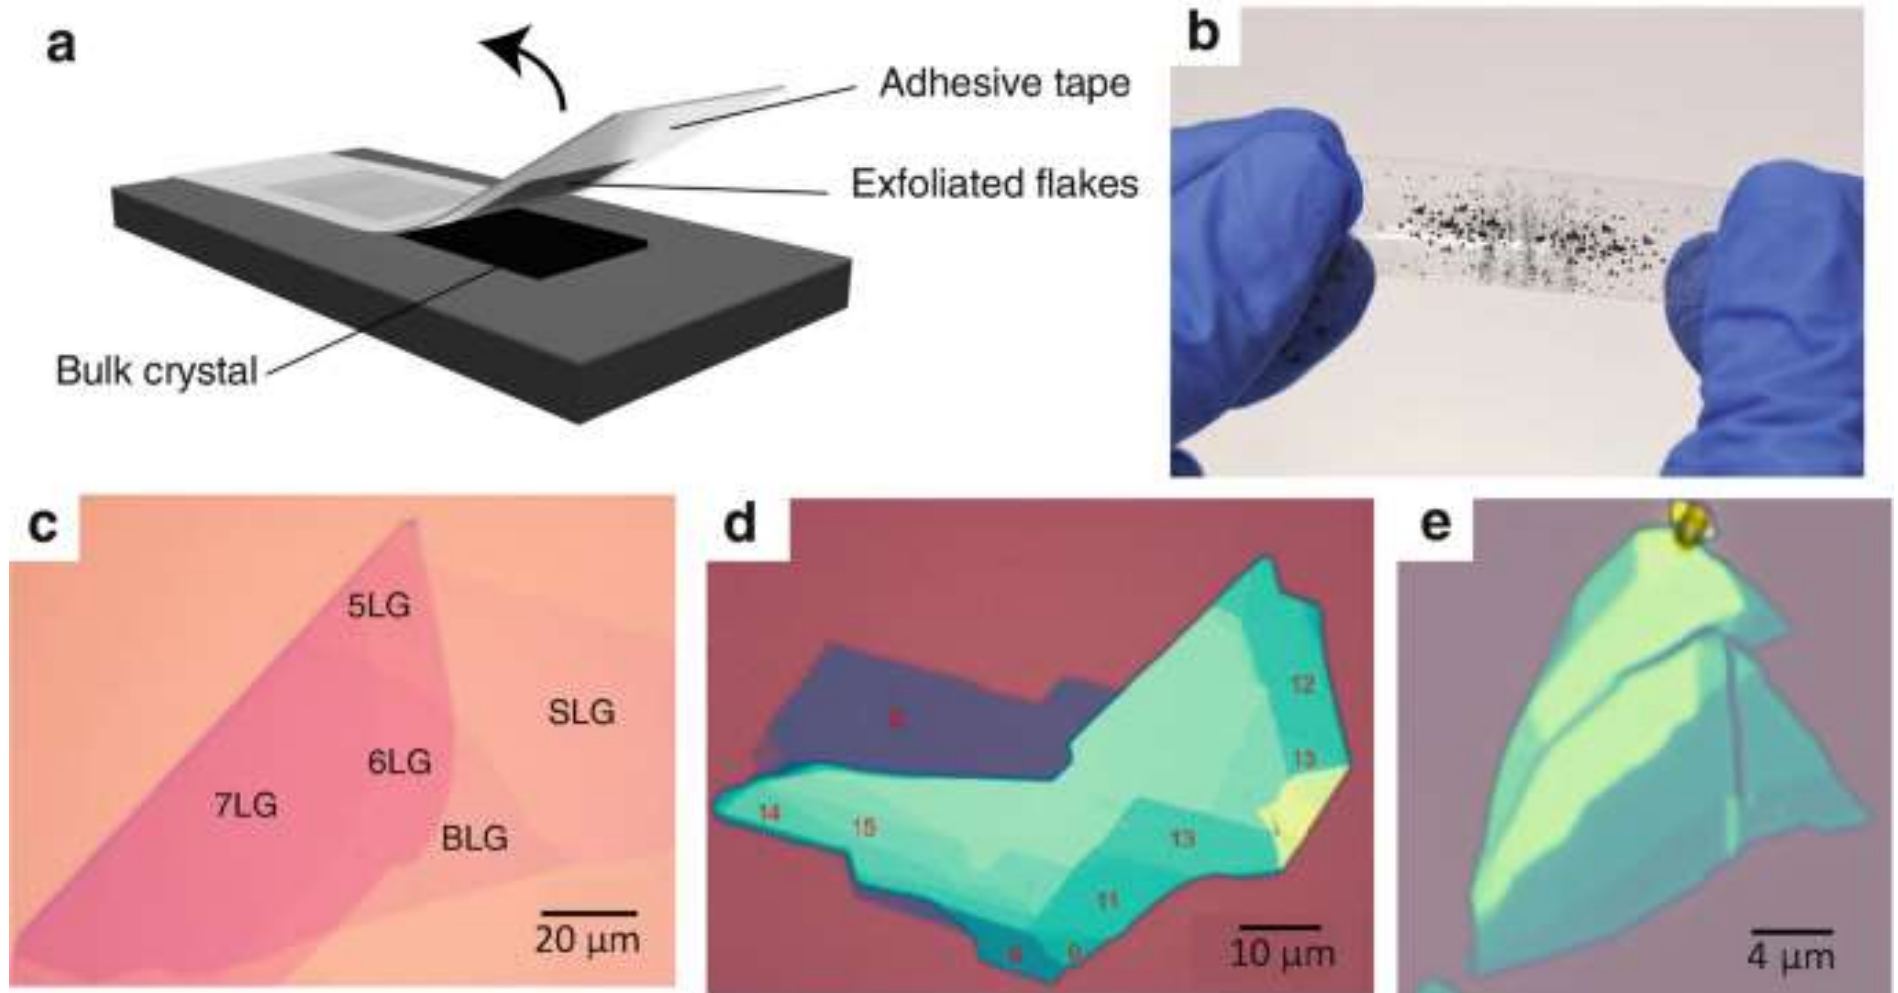 a
Adhesive tape
Exfoliated flakes
Bulk crystal
b
c
5LG
SLG
6LG
7LG
BLG
20 µm
d
12
13
14
15
13
11
10 µm
e
4 µm